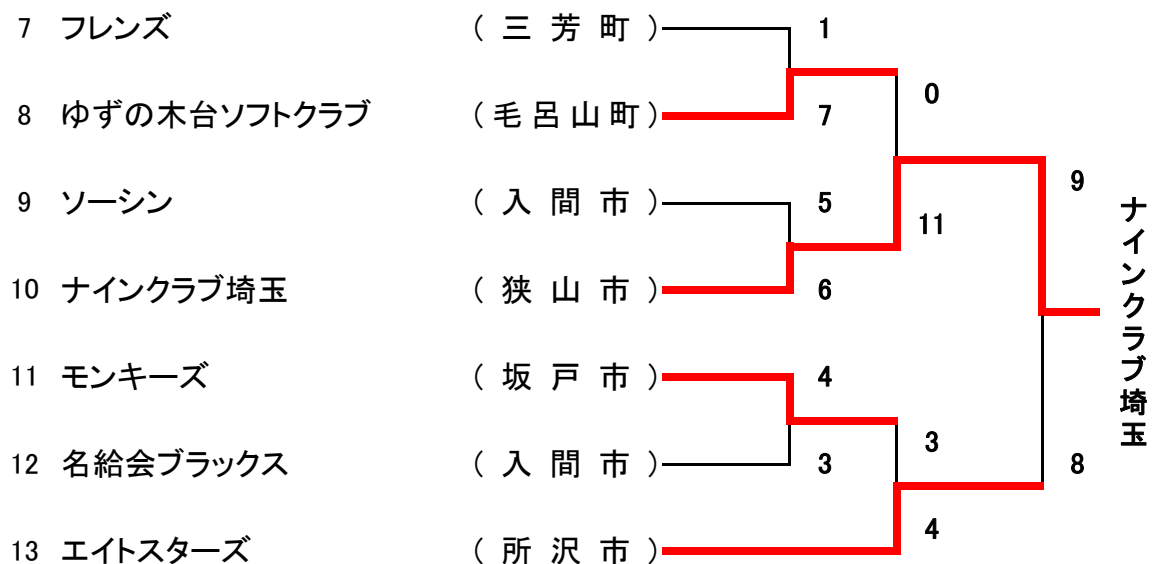 7 フレンズ (三芳町) 1
0
8 ゆずの木台ソフトクラブ (毛呂山町) 7
9
9 ソーシン (入間市) 5
11
10 ナインクラブ埼玉 (狭山市) 6
ナインクラブ埼玉
11 モンキーズ (坂戸市) 4
3
12 名給会ブラックス (入間市) 3 8
4
13 エイトスターズ (所沢市)